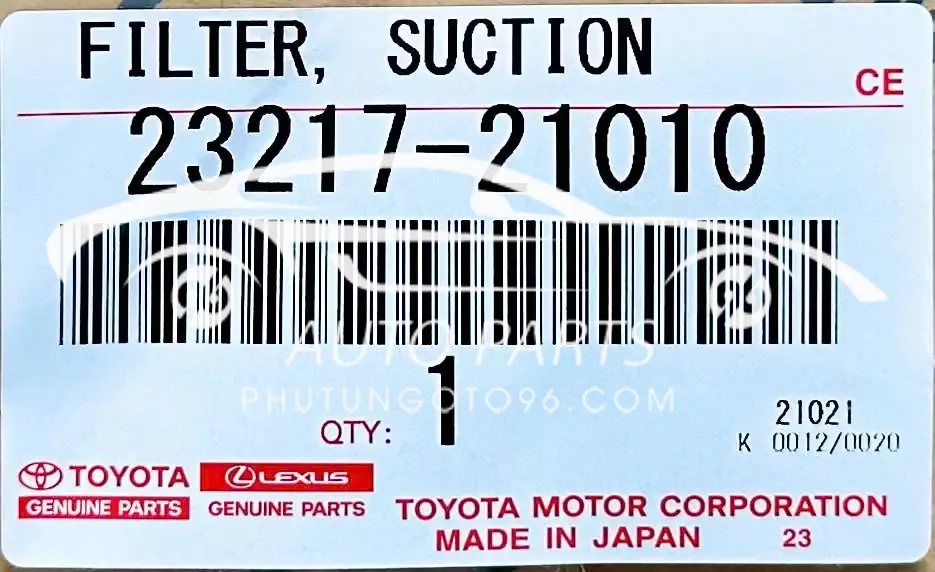 FILTER, SUCTION
CE
23217-21010
AUTO PARTS
PHUTUNGOTO96.COM
QTY: 1
21021
K 0012/0020
TOYOTA LEXUS
GENUINE PARTS GENUINE PARTS
TOYOTA MOTOR CORPORATION
MADE IN JAPAN 23